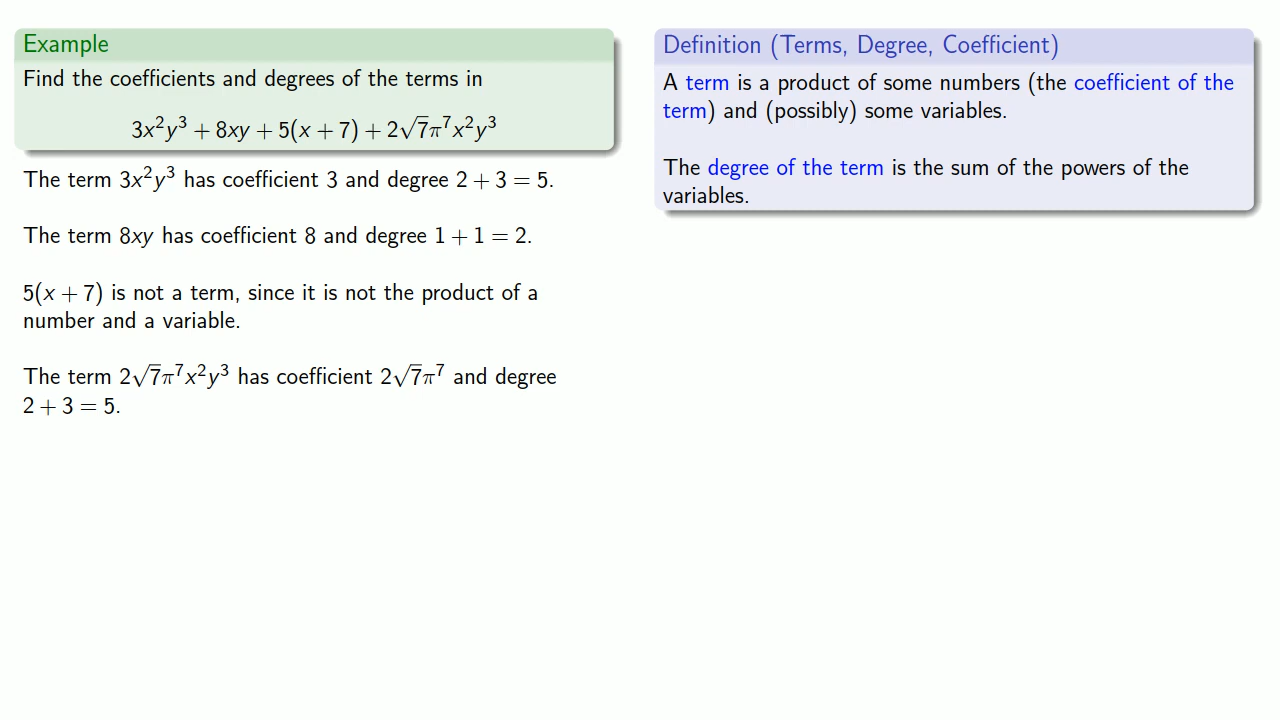 Example
Find the coefficients and degrees of the terms in
3x²y³ + 8xy + 5(x + 7) + 2√7π⁷x²y³
The term 3x²y³ has coefficient 3 and degree 2 + 3 = 5.
The term 8xy has coefficient 8 and degree 1 + 1 = 2.
5(x + 7) is not a term, since it is not the product of a
number and a variable.
The term 2√7π⁷x²y³ has coefficient 2√7π⁷ and degree
2 + 3 = 5.
Definition (Terms, Degree, Coefficient)
A term is a product of some numbers (the coefficient of the
term) and (possibly) some variables.
The degree of the term is the sum of the powers of the
variables.